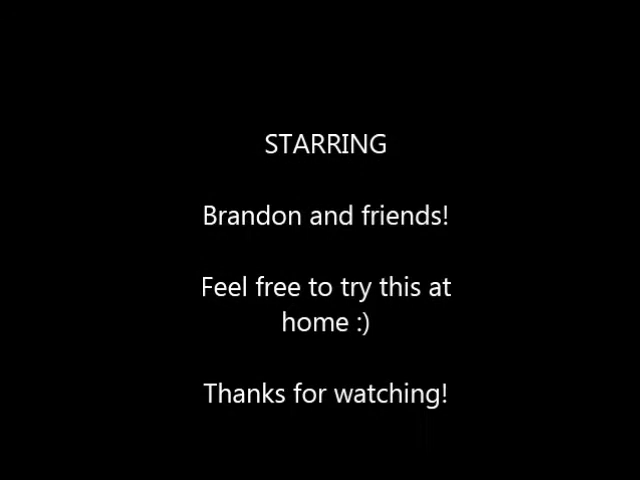 STARRING
Brandon and friends!
Feel free to try this at
home :)
Thanks for watching!